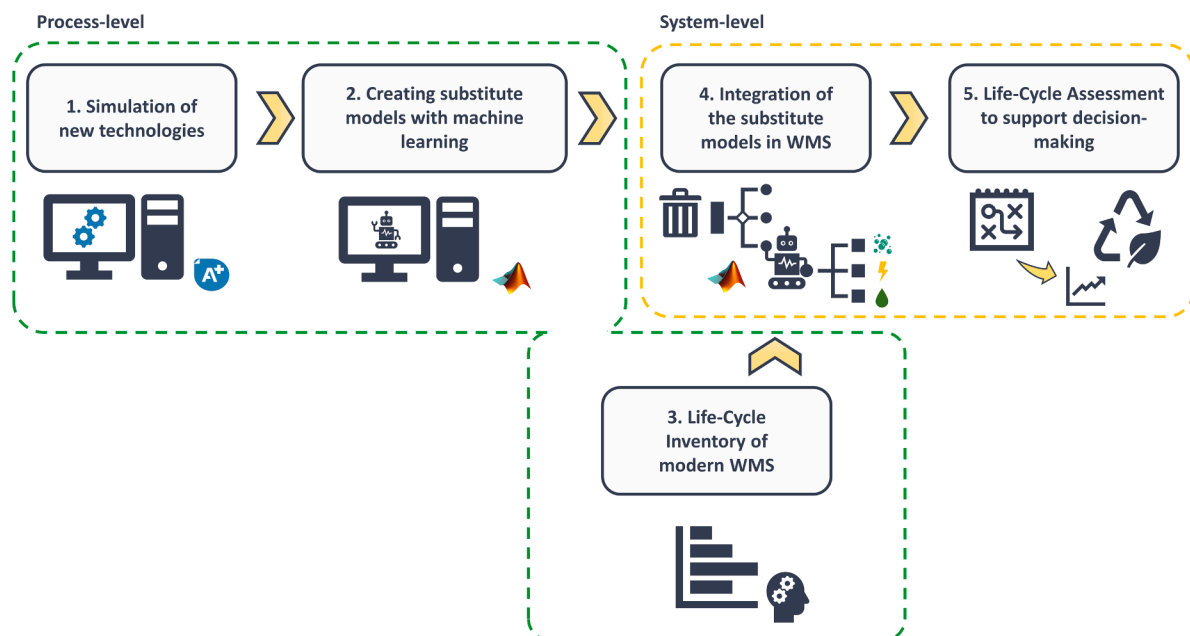 Process-level
System-level
1. Simulation of
new technologies
2. Creating substitute
models with machine
learning
4. Integration of
the substitute
models in WMS
5. Life-Cycle Assessment
to support decision-
making
A+
3. Life-Cycle
Inventory of
modern WMS